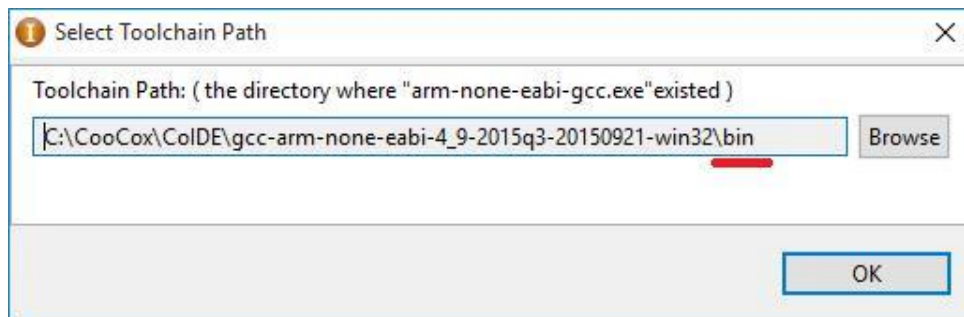 Select Toolchain Path
Toolchain Path: ( the directory where "arm-none-eabi-gcc.exe"existed )
C:\CooCox\CoIDE\gcc-arm-none-eabi-4_9-2015q3-20150921-win32\bin
Browse
OK